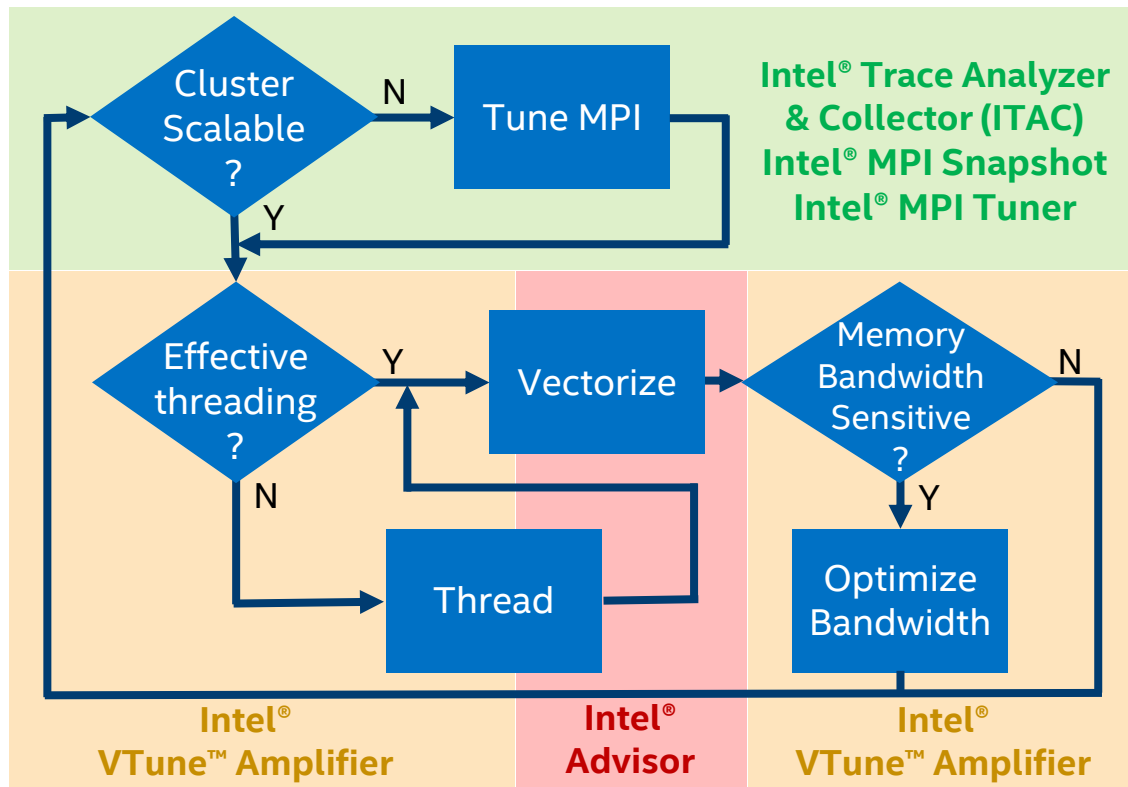 Cluster
Scalable
?
N
Tune MPI
Intel® Trace Analyzer
& Collector (ITAC)
Intel® MPI Snapshot
Intel® MPI Tuner
Y
Effective
threading
?
Y
Vectorize
Memory
Bandwidth
Sensitive
?
N
N
Y
Thread
Optimize
Bandwidth
Intel®
VTune™ Amplifier
Intel®
Advisor
Intel®
VTune™ Amplifier